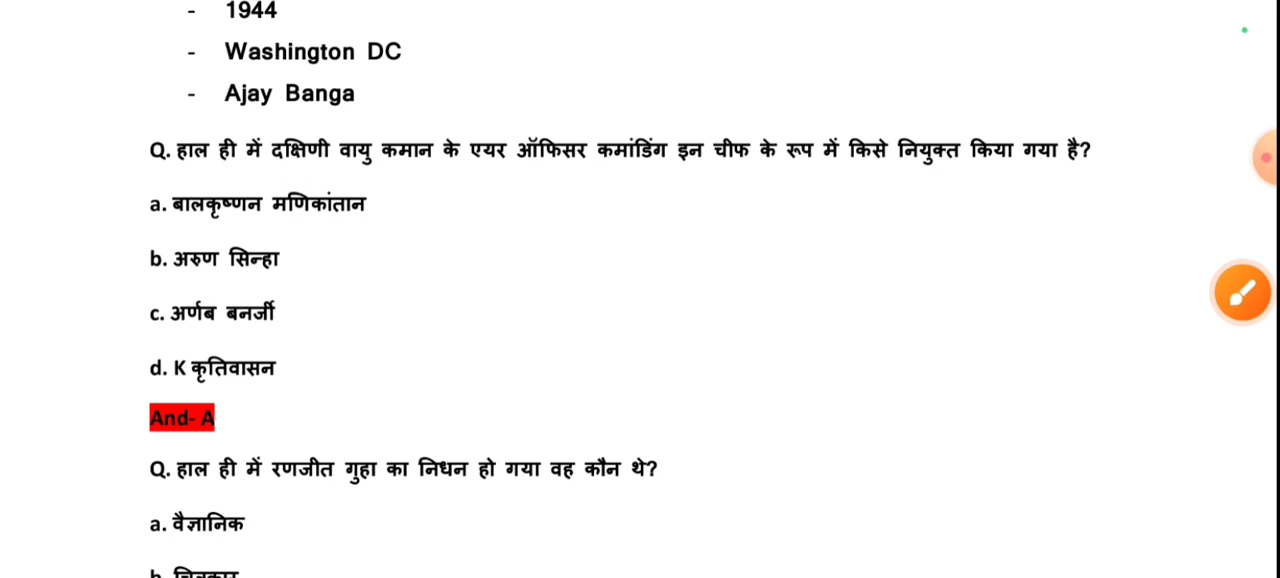 - 1944
- Washington DC
- Ajay Banga
Q. हाल ही में दक्षिणी वायु कमान के एयर ऑफिसर कमांडिंग इन चीफ के रूप में किसे नियुक्त किया गया है?
a. बालकृष्णन मणिकांतान
b. अरुण सिन्हा
c. अर्णब बनर्जी
d. K कृतिवासन
And- A
Q. हाल ही में रणजीत गुहा का निधन हो गया वह कौन थे?
a. वैज्ञानिक